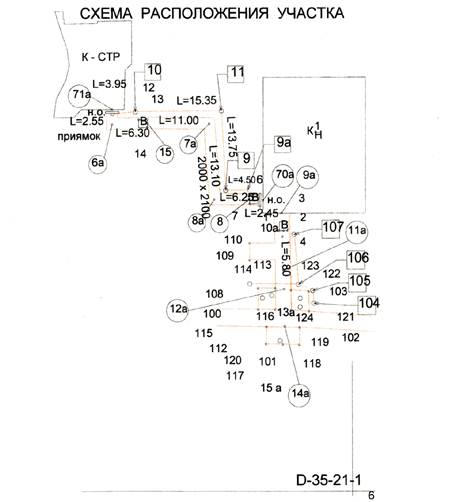 СХЕМА РАСПОЛОЖЕНИЯ УЧАСТКА
К - СТР
L=3.95
10
12
71а
13
11
н.о.
L=15.35
L=2.55
В
L=11.00
приямок
L=6.30
7а
L=13.75
К
1
Н
6а
14
15
L=13.10
9
9а
2000 x 2100
L=4.50
6
70а
9а
L=6.25
В
н.о.
8а
8
7
L=2.45
3
2
10а
В
107
11а
110
4
109
L=5.80
106
114
113
123
122
105
108
103
104
12а
100
116
13а
124
121
115
102
112
119
120
101
118
117
15 а
14а
D-35-21-1
6